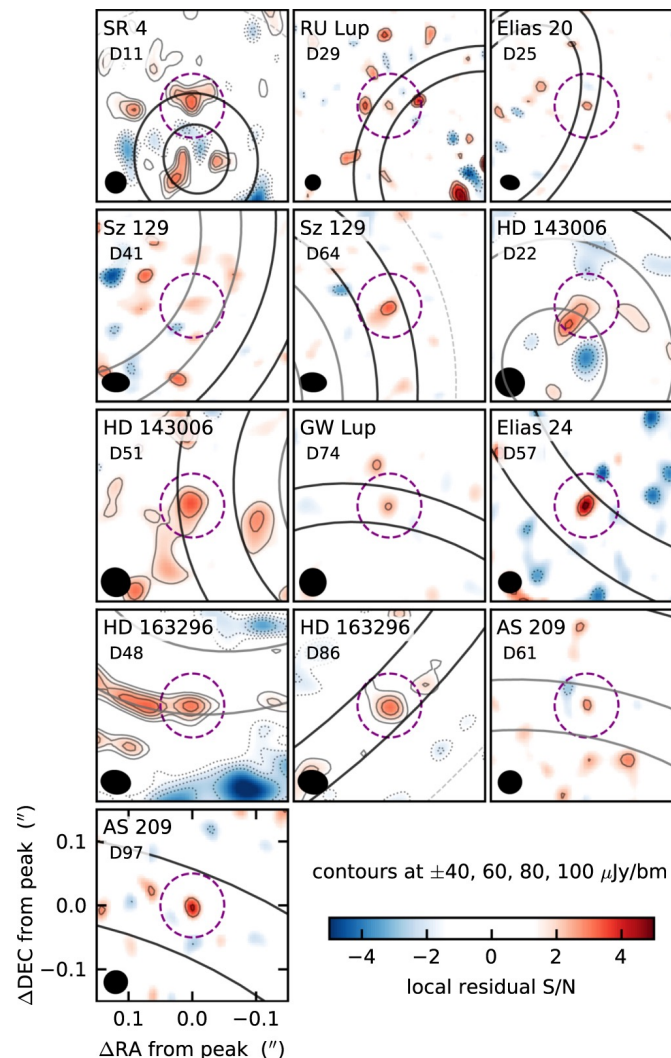 SR 4 RU Lup Elias 20
D11 D29 D25
Sz 129 Sz 129 HD 143006
D41 D64 D22
HD 143006 GW Lup Elias 24
D51 D74 D57
HD 163296 HD 163296 AS 209
D48 D86 D61
AS 209
D97
0.1
0.0
−0.1
ΔDEC from peak (″)
0.1 0.0 −0.1
ΔRA from peak (″)
contours at ±40, 60, 80, 100 μJy/bm
−4 −2 0 2 4
local residual S/N